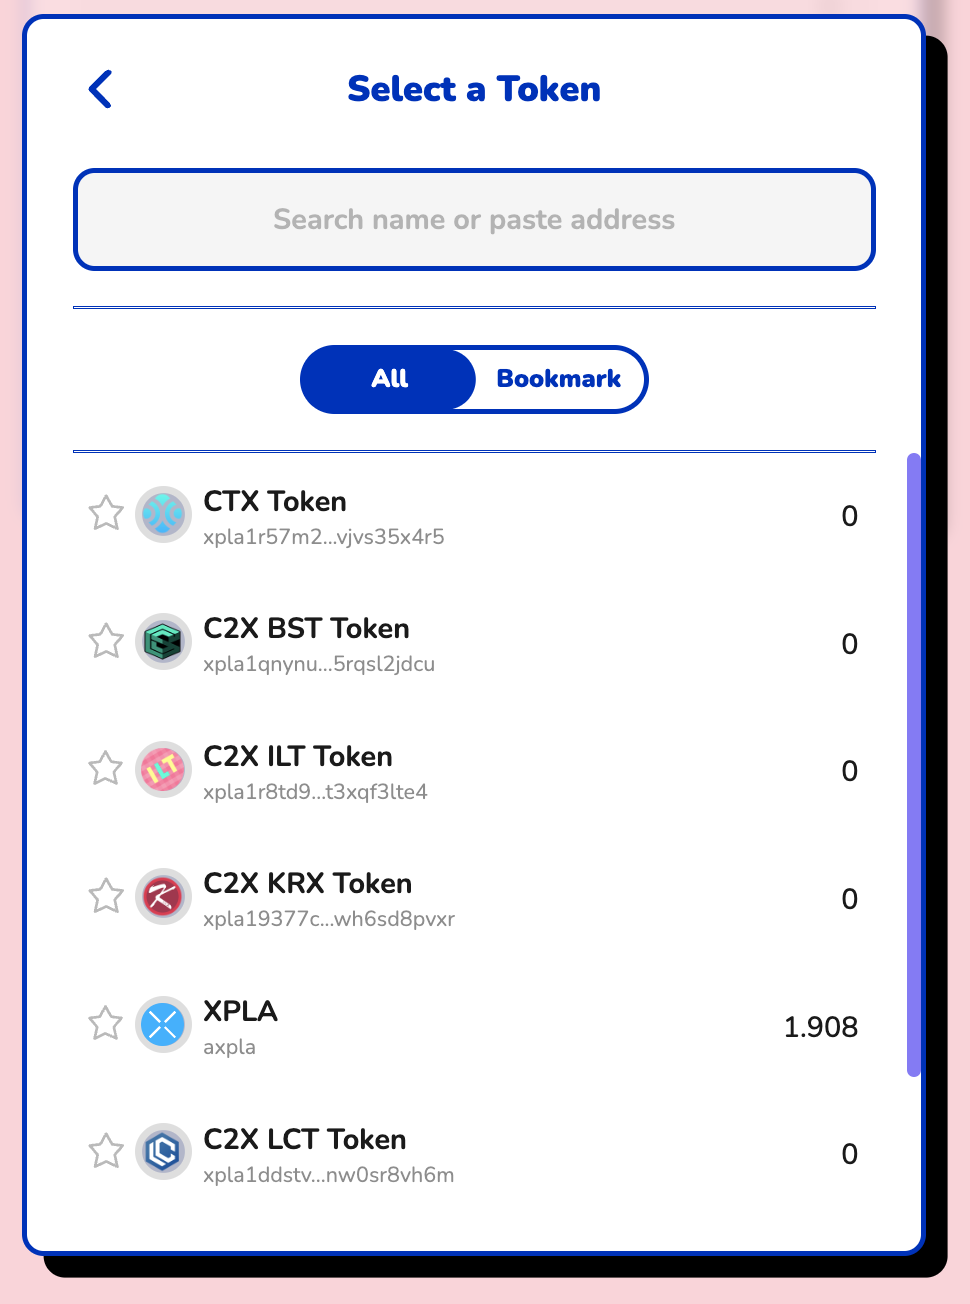 Select a Token
Search name or paste address
All
Bookmark
CTX Token
xpla1r57m2...vjvs35x4r5
0
C2X BST Token
xpla1qnynu...5rqsl2jdcu
0
ILT
C2X ILT Token
xpla1r8td9...t3xqf3lte4
0
K
C2X KRX Token
xpla19377c...wh6sd8pvxr
0
XPLA
axpla
1.908
LC
C2X LCT Token
xpla1ddstv...nw0sr8vh6m
0